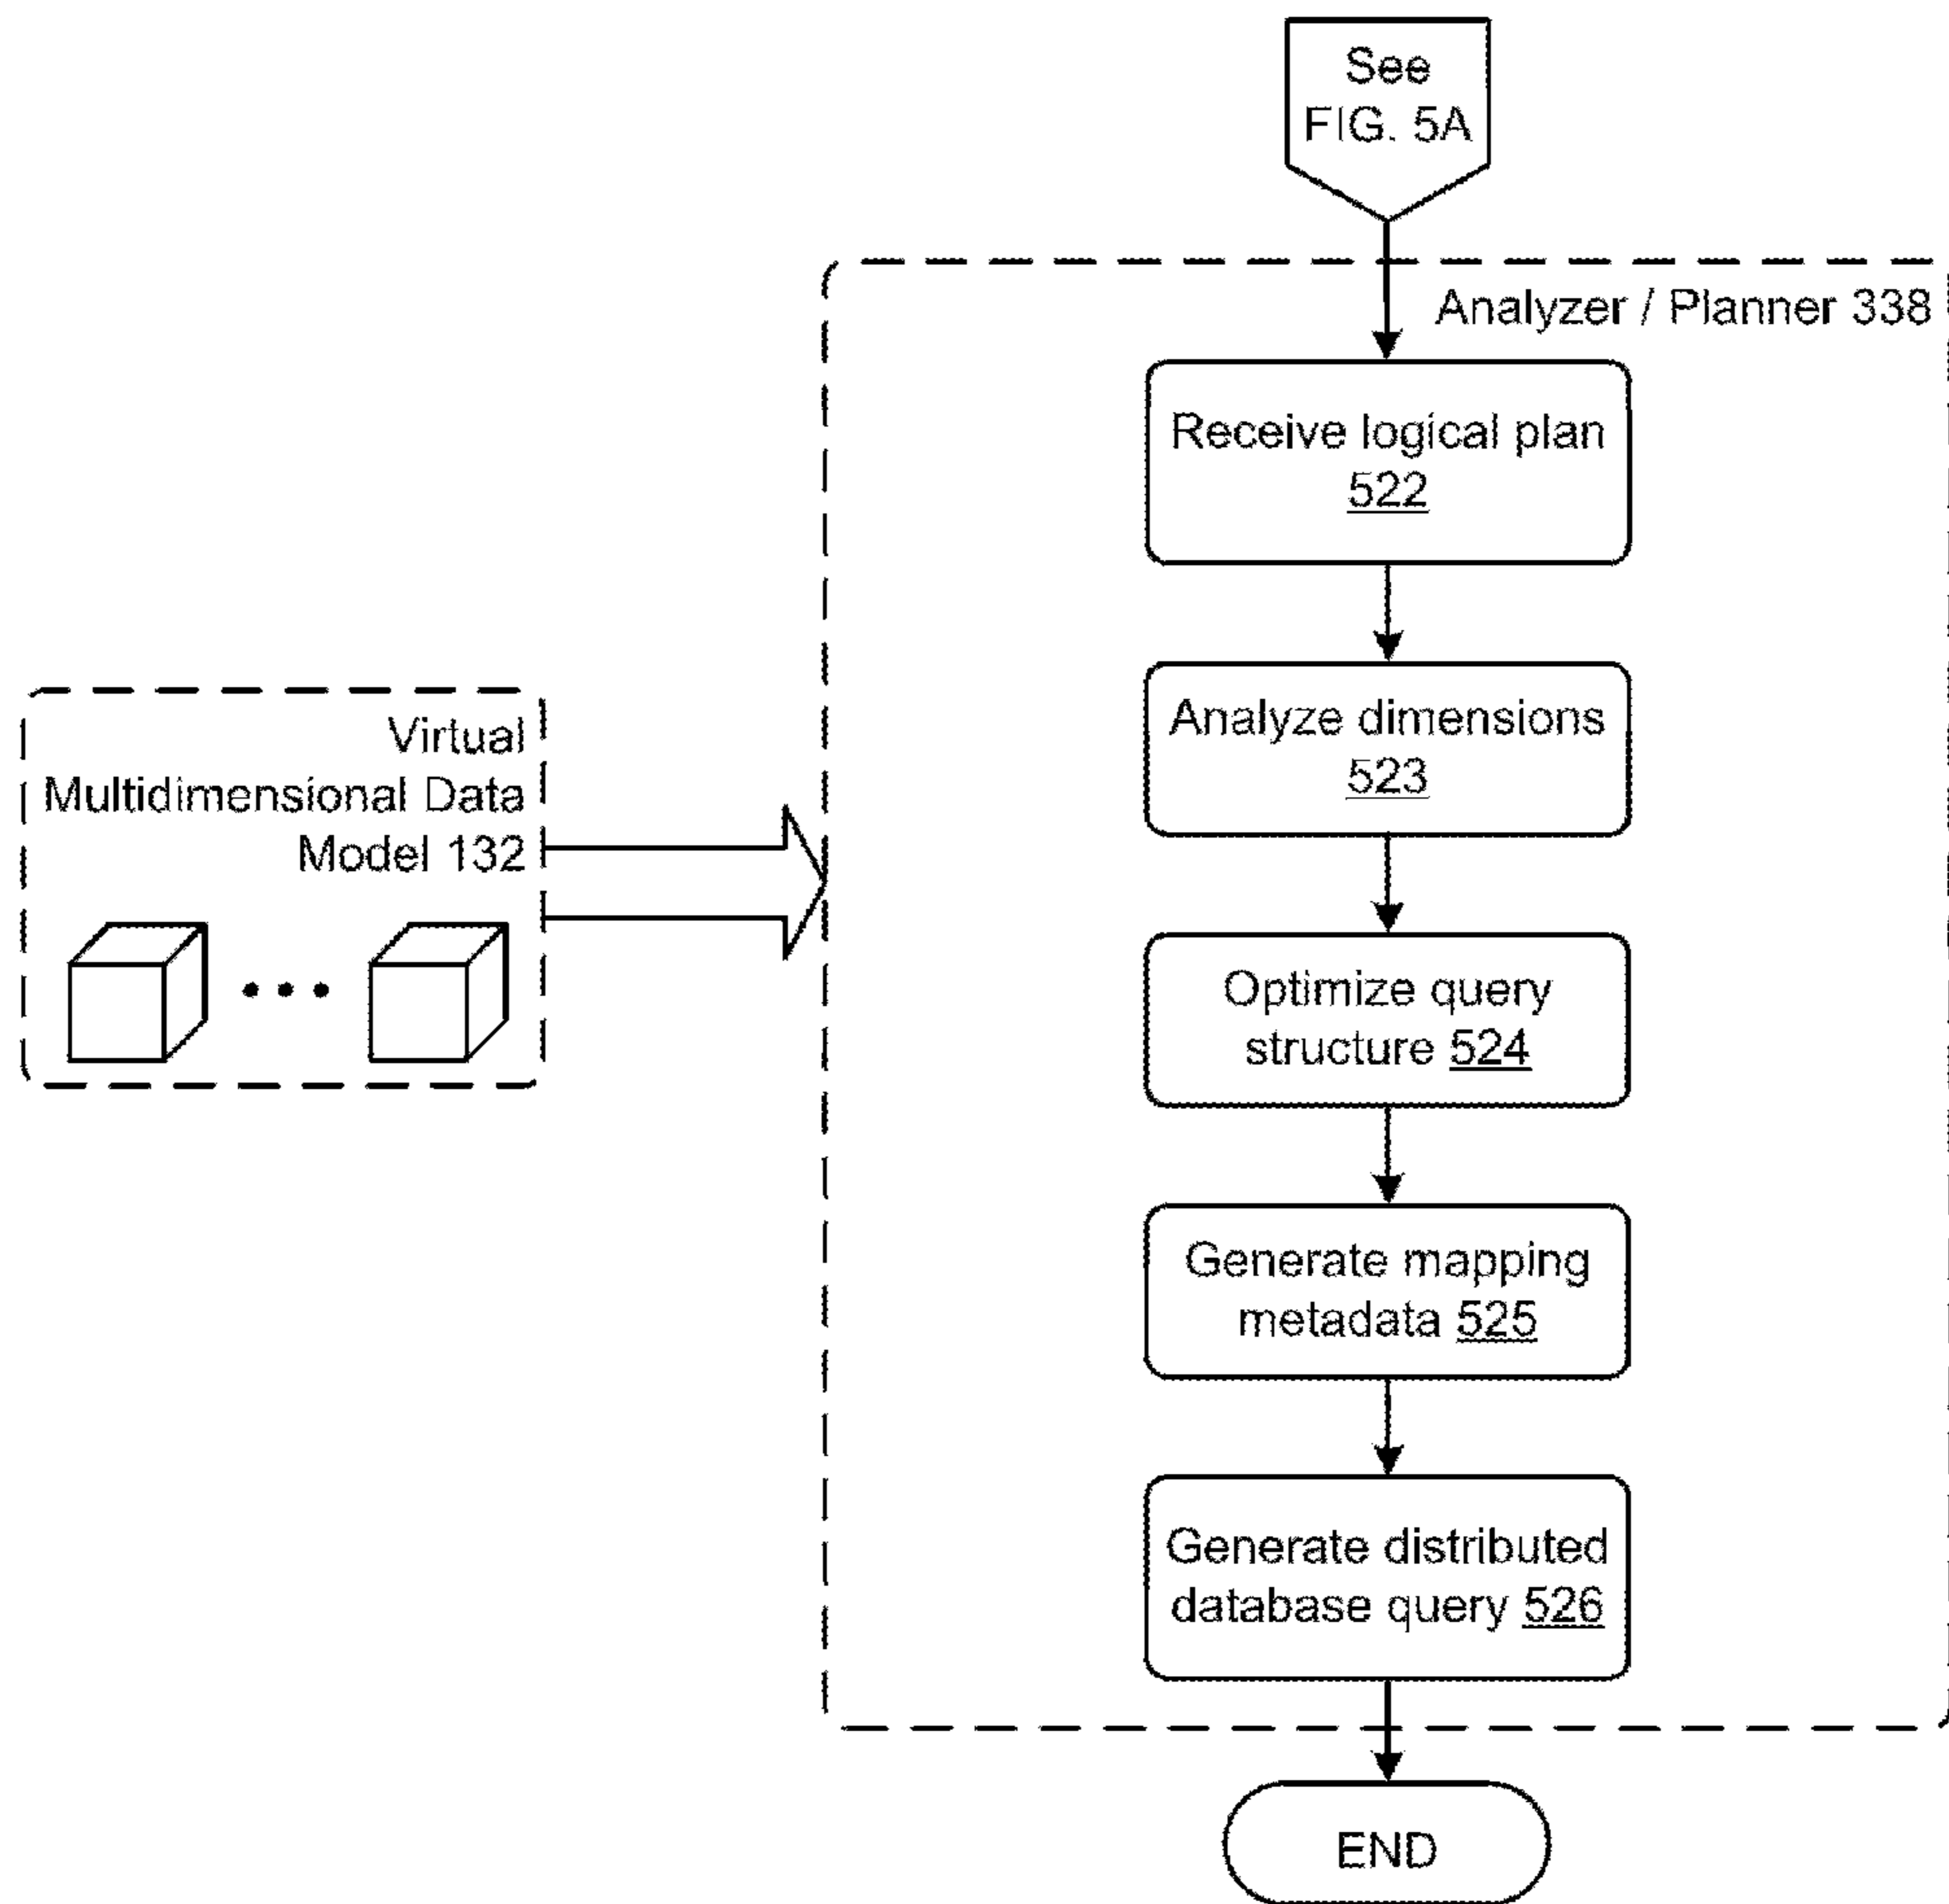 See
FIG. 5A
Analyzer / Planner 338
Receive logical plan
522
Analyze dimensions
523
Virtual
Multidimensional Data
Model 132
Optimize query
structure 524
Generate mapping
metadata 525
Generate distributed
database query 526
END